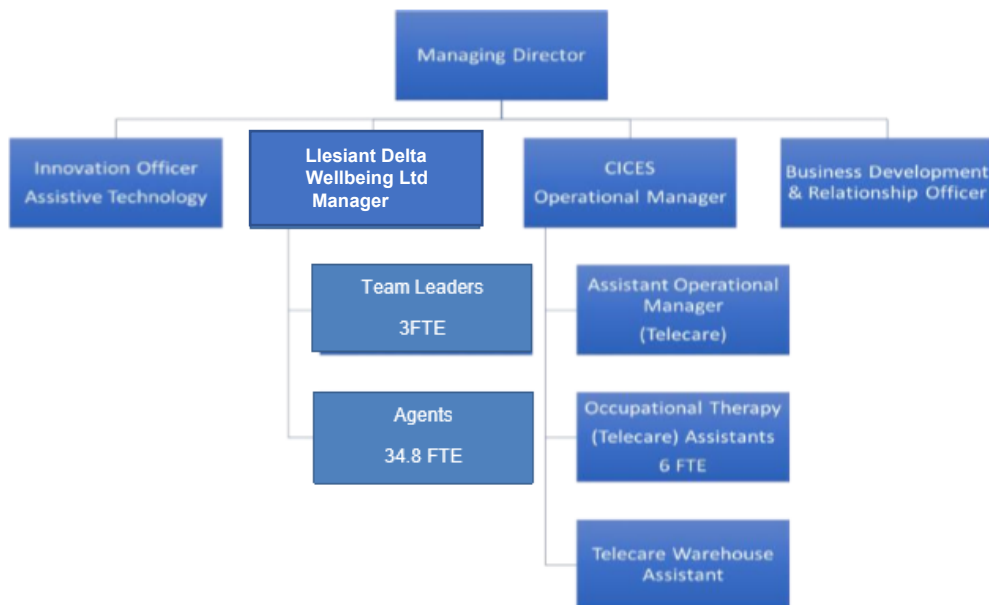 Managing Director
Innovation Officer
Assistive Technology
Llesiant Delta
Wellbeing Ltd
Manager
CICES
Operational Manager
Business Development
& Relationship Officer
Team Leaders
3FTE
Agents
34.8 FTE
Assistant Operational
Manager
(Telecare)
Occupational Therapy
(Telecare) Assistants
6 FTE
Telecare Warehouse
Assistant